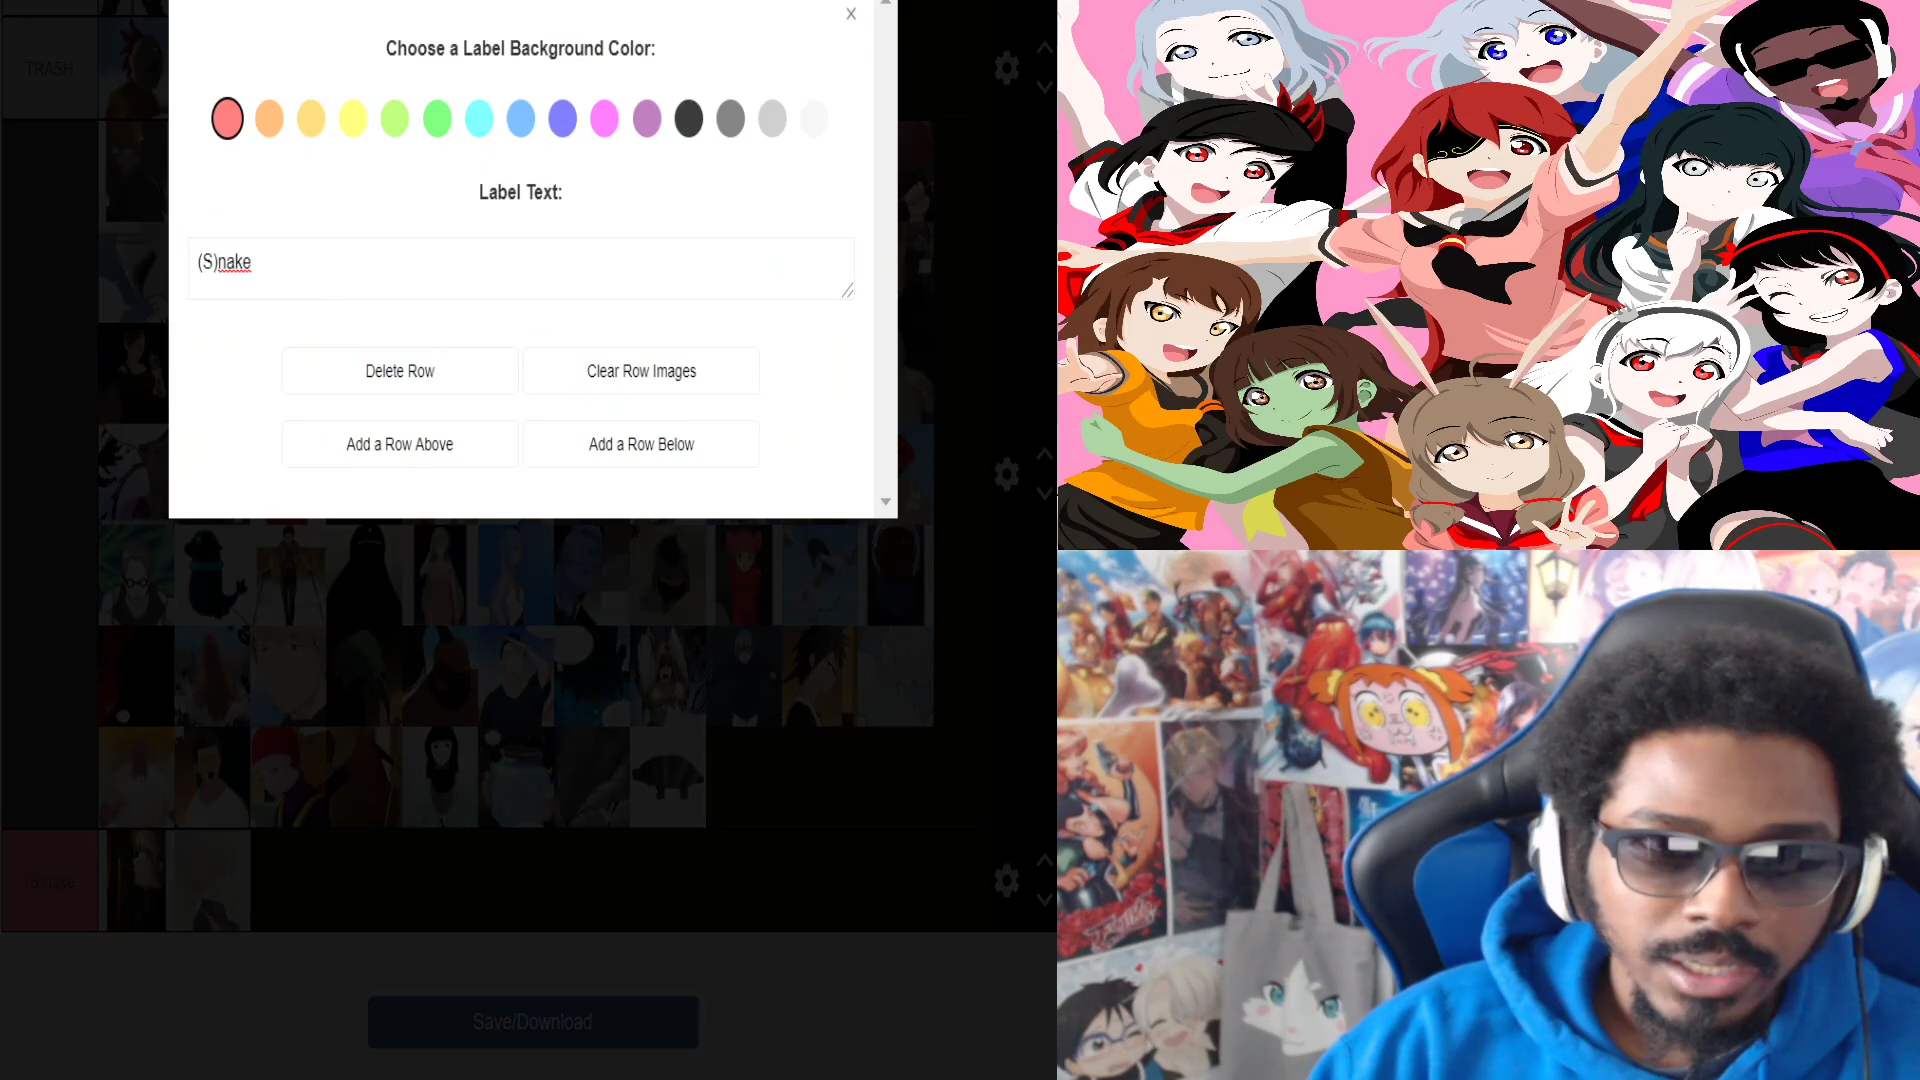 X
Choose a Label Background Color:
TRASH
Label Text:
(S)nake
Delete Row
Clear Row Images
Add a Row Above
Add a Row Below
(S)nake
Save/Download